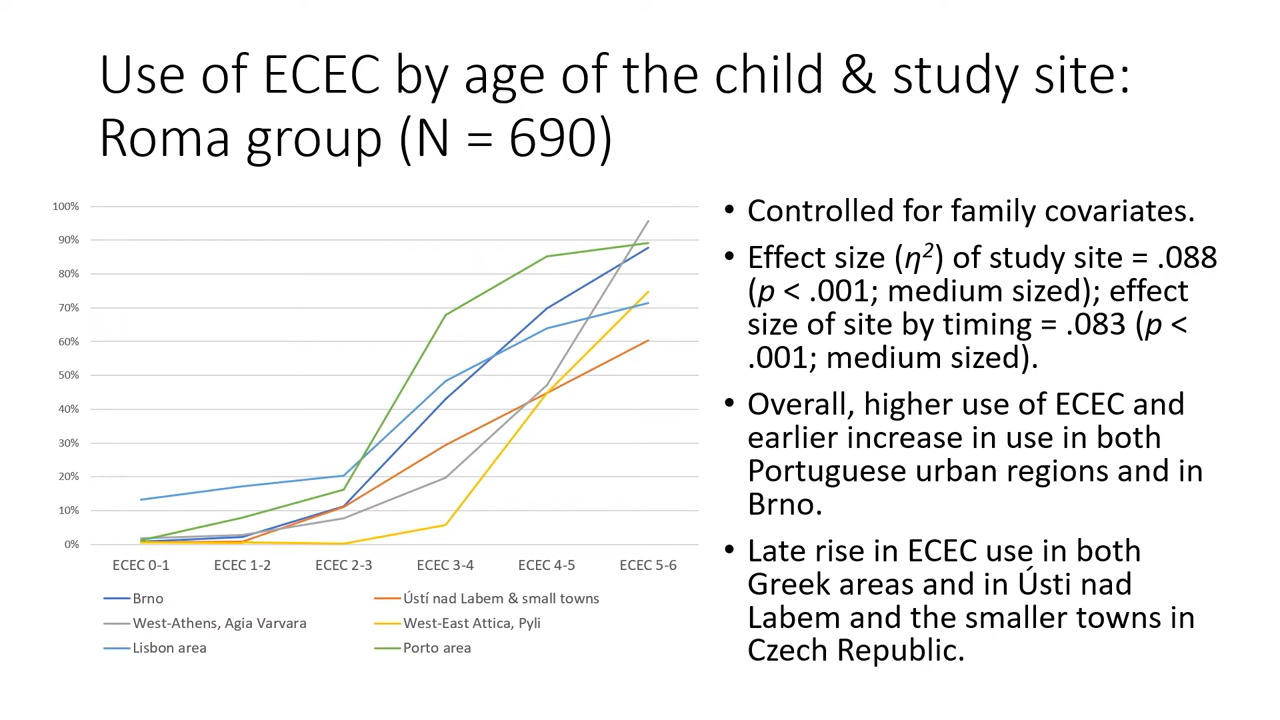 Use of ECEC by age of the child & study site:
Roma group (N = 690)
100%
90%
80%
70%
60%
50%
40%
30%
20%
10%
0%
ECEC 0-1 ECEC 1-2 ECEC 2-3 ECEC 3-4 ECEC 4-5 ECEC 5-6
Brno Ústí nad Labem & small towns
West-Athens, Agia Varvara West-East Attica, Pyli
Lisbon area Porto area
• Controlled for family covariates.
• Effect size (η²) of study site = .088
(p < .001; medium sized); effect
size of site by timing = .083 (p <
.001; medium sized).
• Overall, higher use of ECEC and
earlier increase in use in both
Portuguese urban regions and in
Brno.
• Late rise in ECEC use in both
Greek areas and in Ústi nad
Labem and the smaller towns in
Czech Republic.